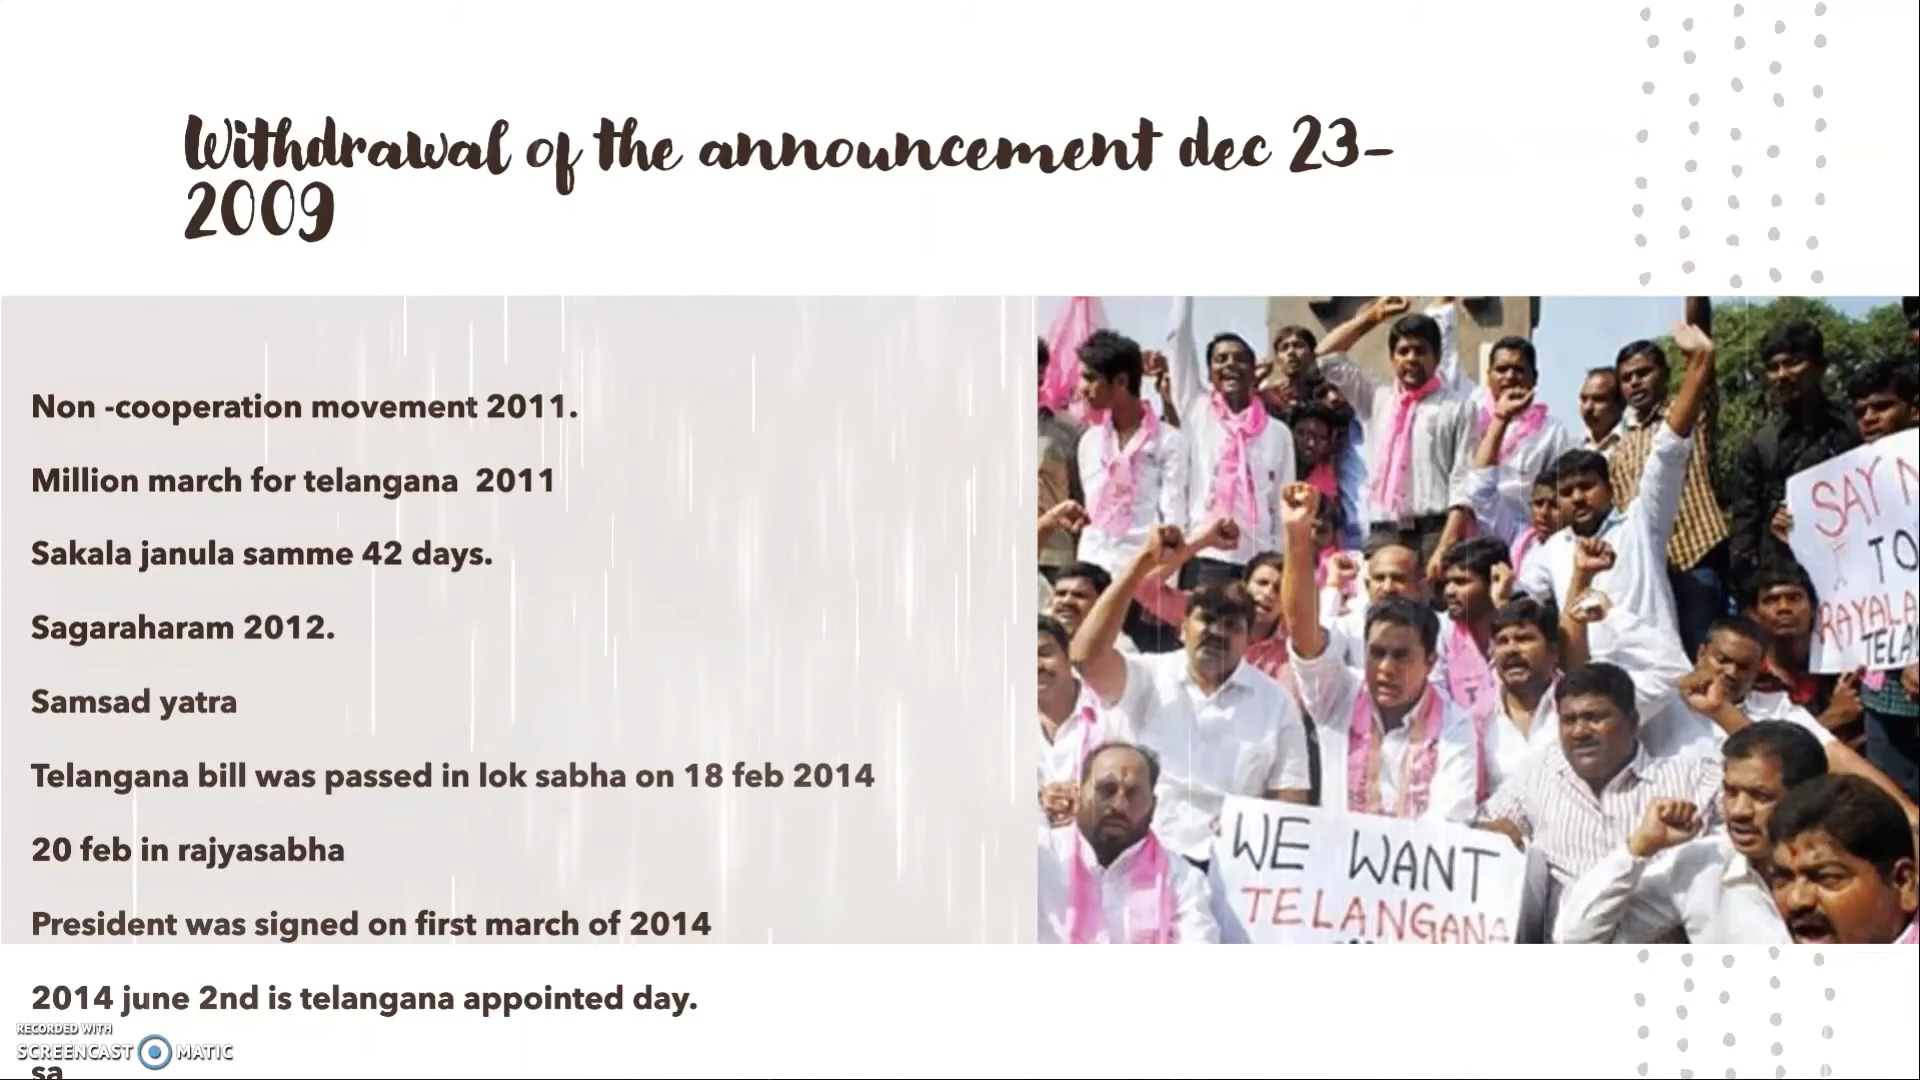 Withdrawal of the announcement dec 23-
2009
Non -cooperation movement 2011.
Million march for telangana 2011
Sakala janula samme 42 days.
Sagaraharam 2012.
Samsad yatra
Telangana bill was passed in lok sabha on 18 feb 2014
20 feb in rajyasabha
President was signed on first march of 2014
2014 june 2nd is telangana appointed day.
sa
SAY
TO
WE WANT
TELANGANA
RECORDED WITH
SCREENCAST MATIC